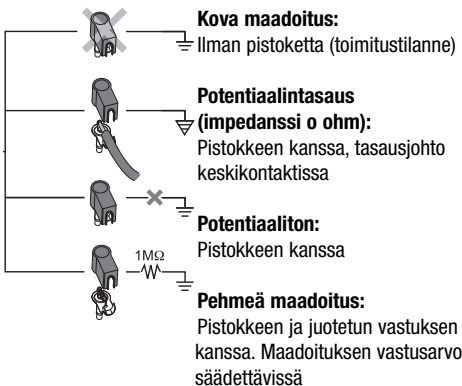 Kova maadoitus:
Ilman pistoketta (toimitustilanne)
Potentiaalintasaus
(impedanssi o ohm):
Pistokkeen kanssa, tasausjohto
keskikontaktissa
Potentiaaliton:
Pistokkeen kanssa
1MΩ
Pehmeä maadoitus:
Pistokkeen ja juotetun vastuksen
kanssa. Maadoituksen vastusarvo
säädettävissä